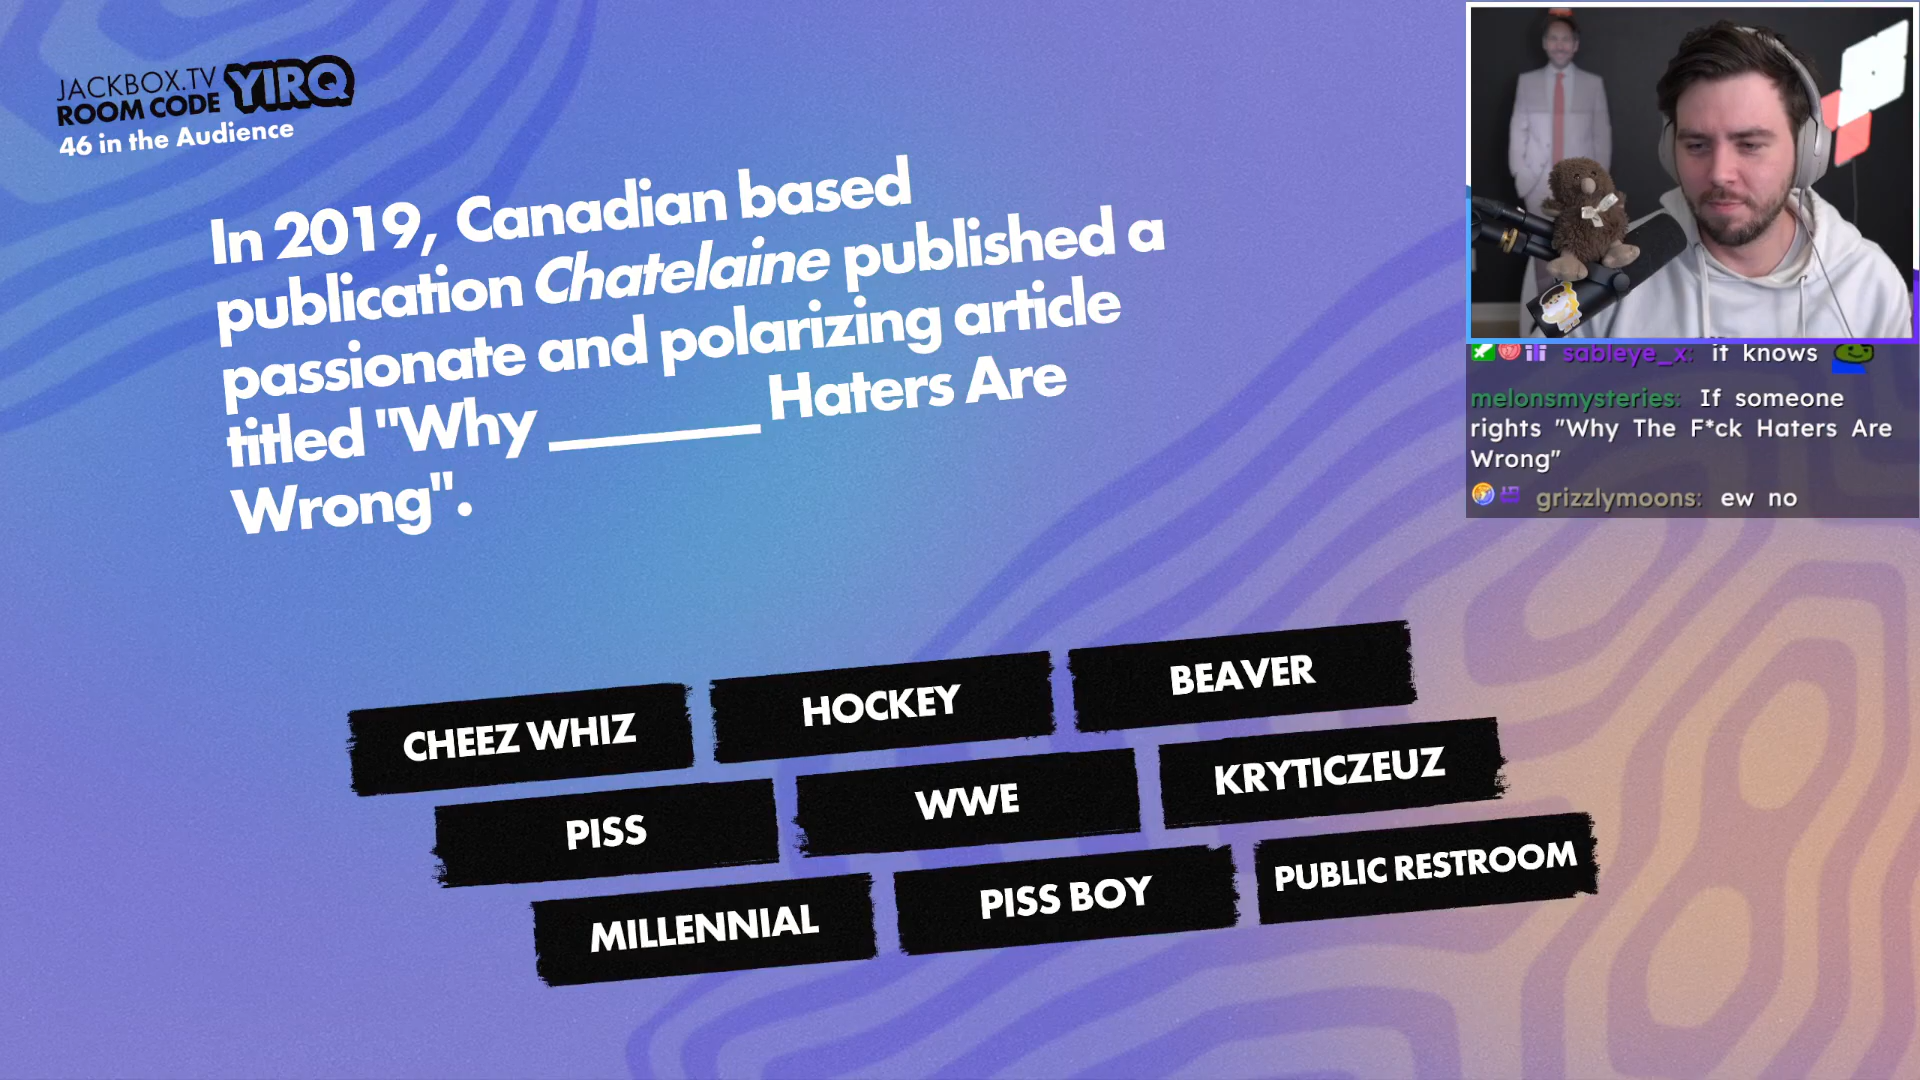 JACKBOX.TV
ROOM CODE YIRQ
46 in the Audience
In 2019, Canadian based
publication Chatelaine published a
passionate and polarizing article
titled "Why ______ Haters Are
Wrong".
sableye_x: it knows
melonsmysteries: If someone
rights "Why The F*ck Haters Are
Wrong"
grizzlymoons: ew no
CHEEZ WHIZ
HOCKEY
BEAVER
PISS
WWE
KRYTICZEUZ
MILLENNIAL
PISS BOY
PUBLIC RESTROOM